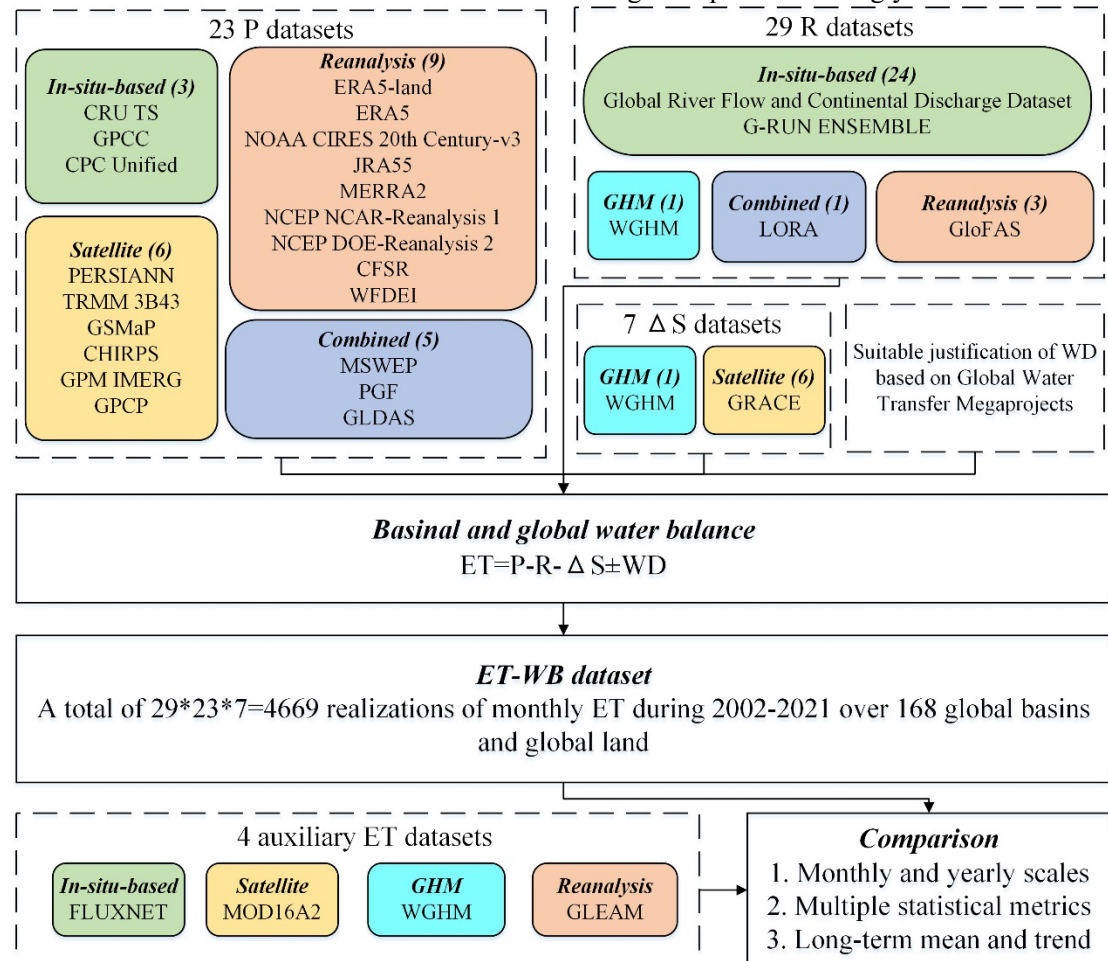 23 P datasets
In-situ-based (3)
CRU TS
GPCC
CPC Unified
Reanalysis (9)
ERA5-land
ERA5
NOAA CIRES 20th Century-v3
JRA55
MERRA2
NCEP NCAR-Reanalysis 1
NCEP DOE-Reanalysis 2
CFSR
WFDEI
Satellite (6)
PERSIANN
TRMM 3B43
GSMaP
CHIRPS
GPM IMERG
GPCP
Combined (5)
MSWEP
PGF
GLDAS
29 R datasets
In-situ-based (24)
Global River Flow and Continental Discharge Dataset
G-RUN ENSEMBLE
GHM (1)
WGHM
Combined (1)
LORA
Reanalysis (3)
GloFAS
7 Δ S datasets
GHM (1)
WGHM
Satellite (6)
GRACE
Suitable justification of WD
based on Global Water
Transfer Megaprojects
Basinal and global water balance
ET=P-R- Δ S±WD
ET-WB dataset
A total of 29*23*7=4669 realizations of monthly ET during 2002-2021 over 168 global basins
and global land
4 auxiliary ET datasets
In-situ-based
FLUXNET
Satellite
MOD16A2
GHM
WGHM
Reanalysis
GLEAM
Comparison
1. Monthly and yearly scales
2. Multiple statistical metrics
3. Long-term mean and trend